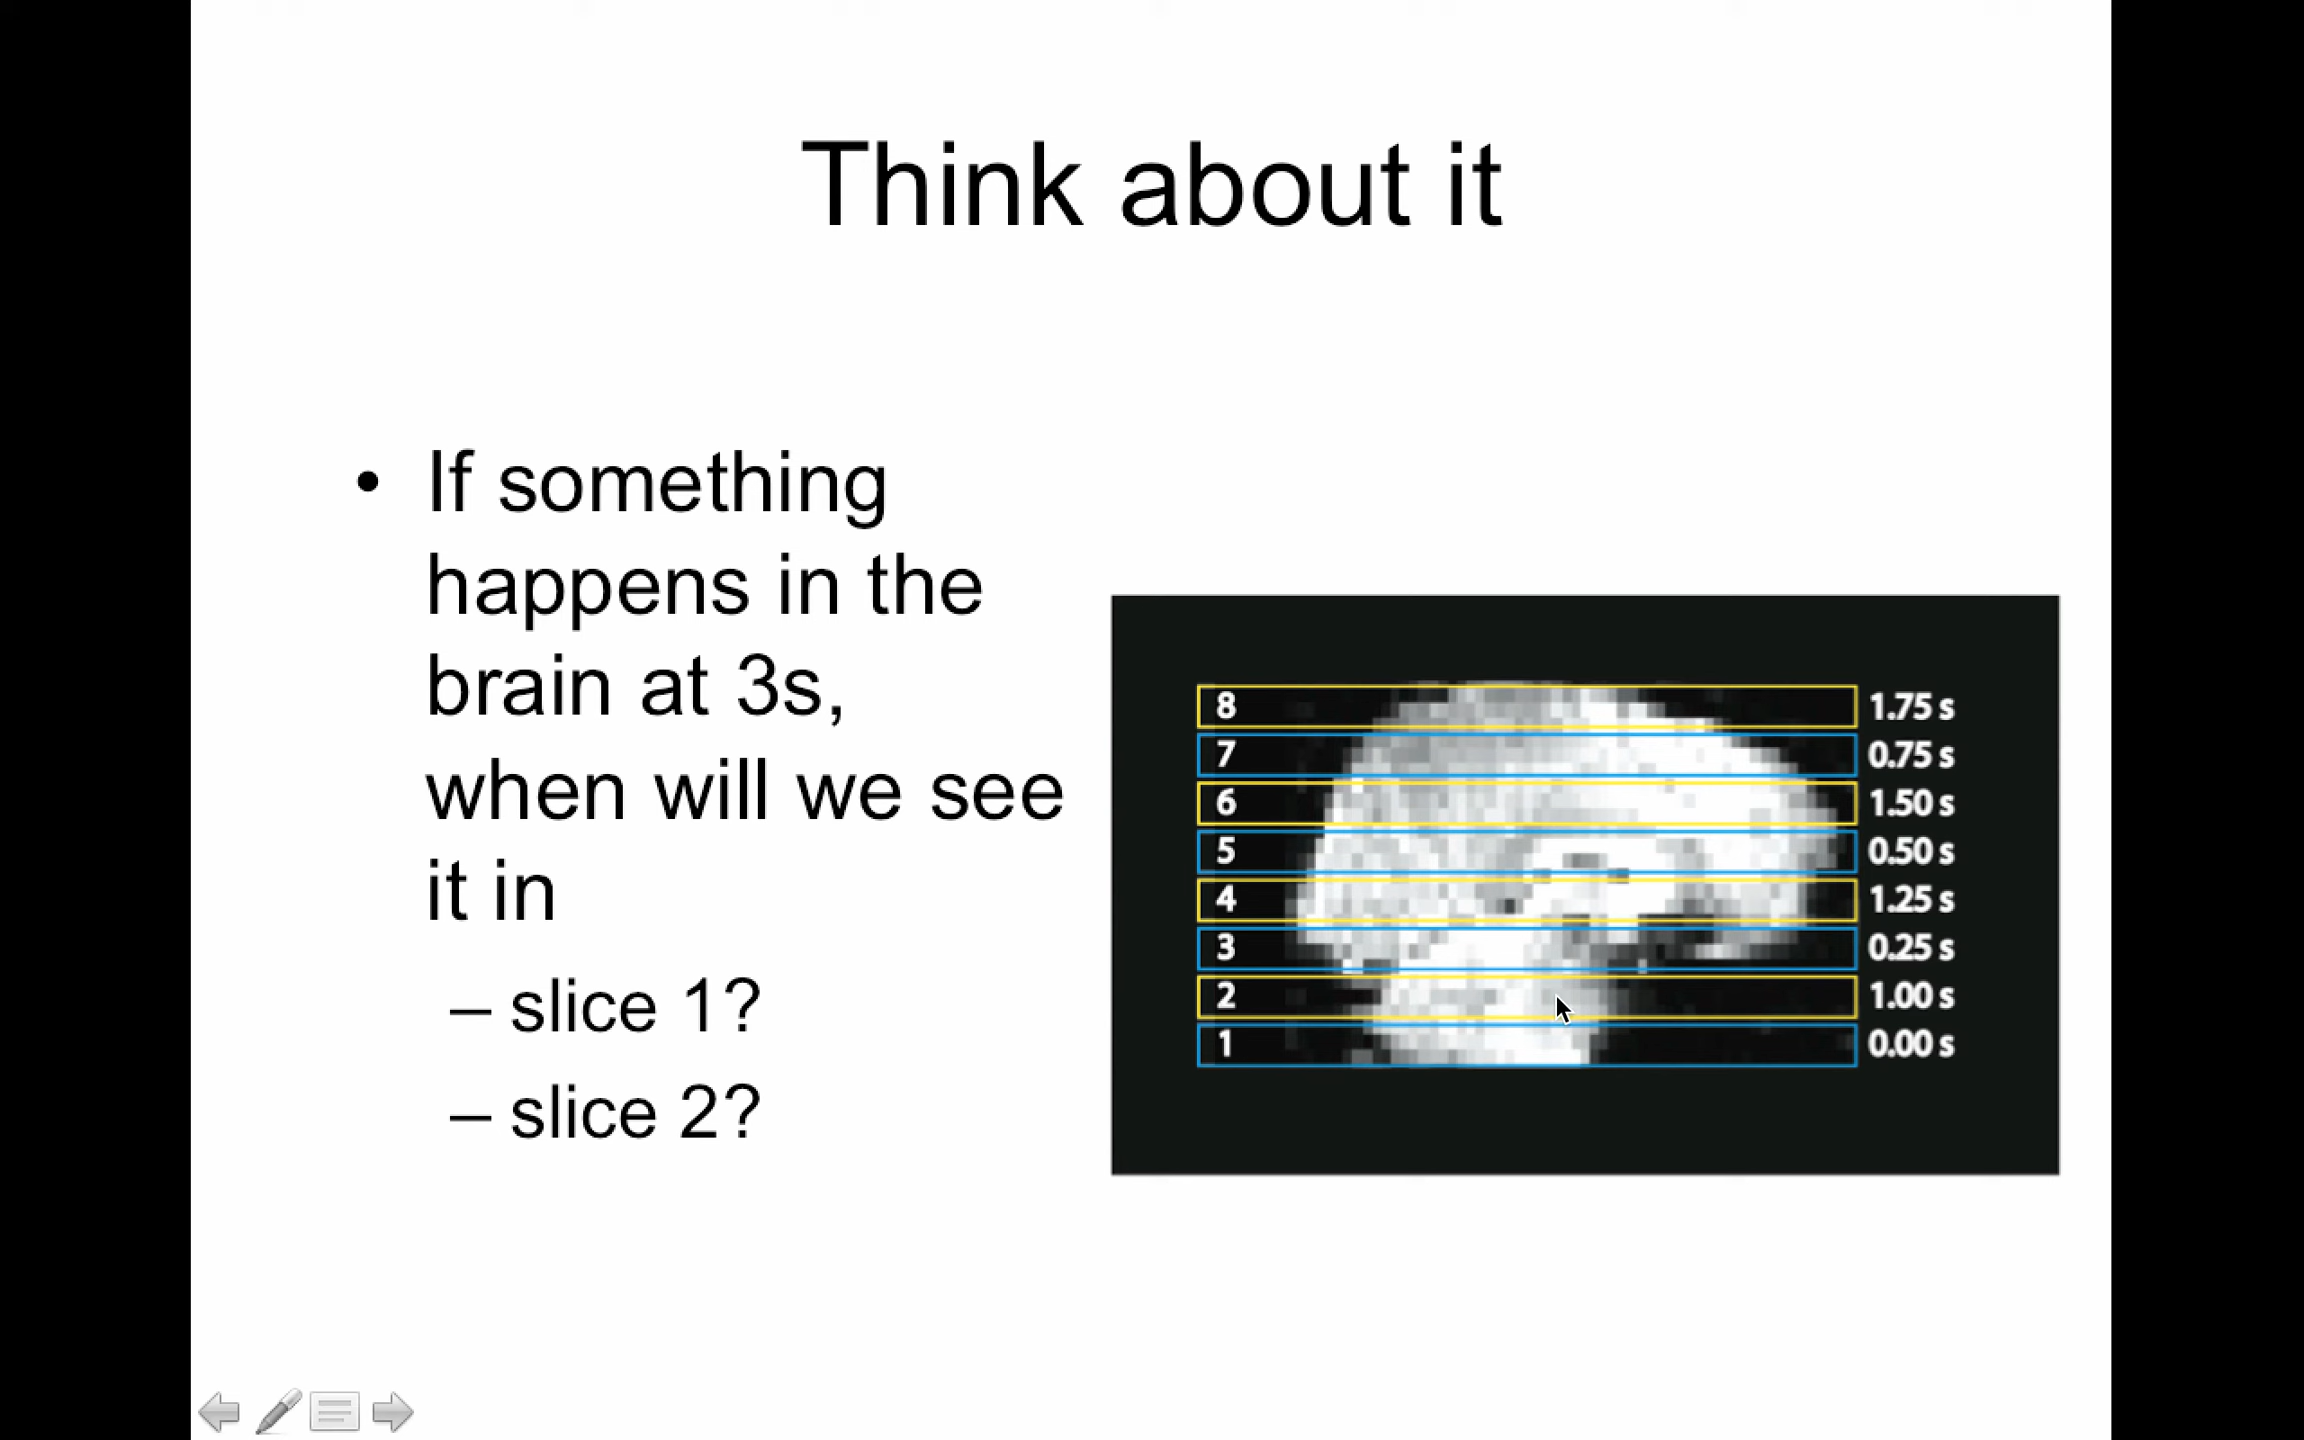 Think about it
• If something
happens in the
brain at 3s,
when will we see
it in
– slice 1?
– slice 2?
8 1.75 s
7 0.75 s
6 1.50 s
5 0.50 s
4 1.25 s
3 0.25 s
2 1.00 s
1 0.00 s